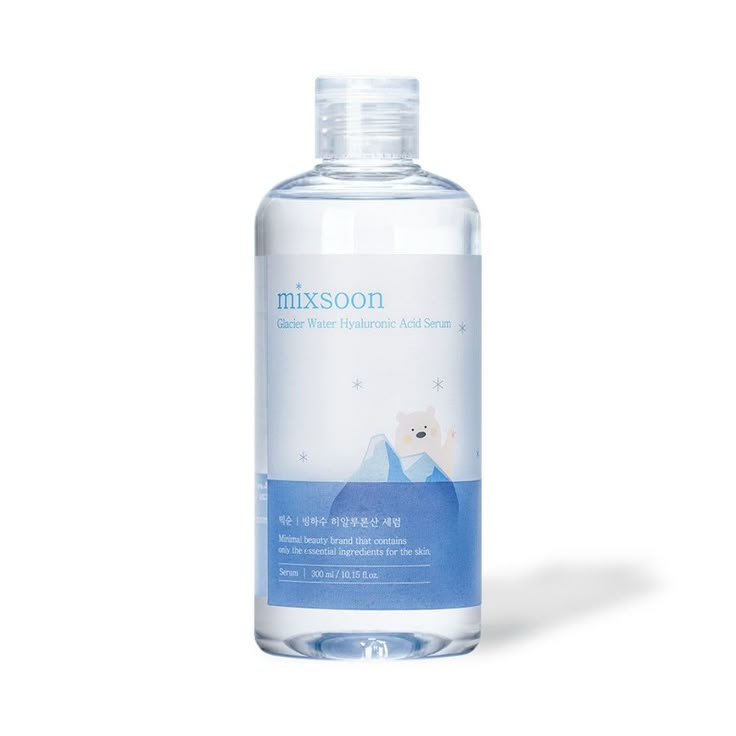 mixsoon
Glacier Water Hyaluronic Acid Serum
믹순 | 빙하수 히알루론산 세럼
Minimal beauty brand that contains
only the essential ingredients for the skin
Serum | 300 ml / 10.15 fl.oz.